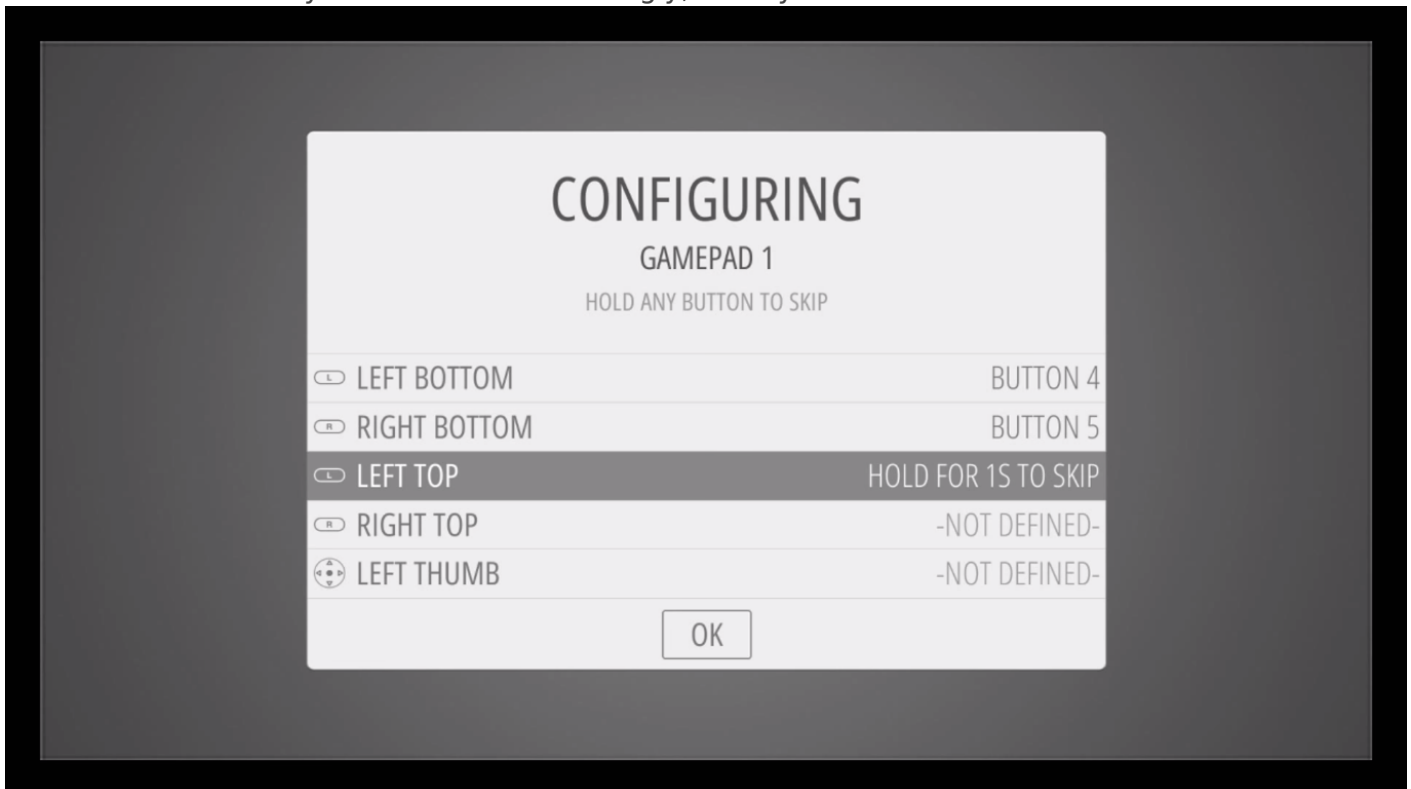 CONFIGURING
GAMEPAD 1
HOLD ANY BUTTON TO SKIP
L LEFT BOTTOM BUTTON 4
R RIGHT BOTTOM BUTTON 5
L LEFT TOP HOLD FOR 1S TO SKIP
R RIGHT TOP -NOT DEFINED-
LEFT THUMB -NOT DEFINED-
OK